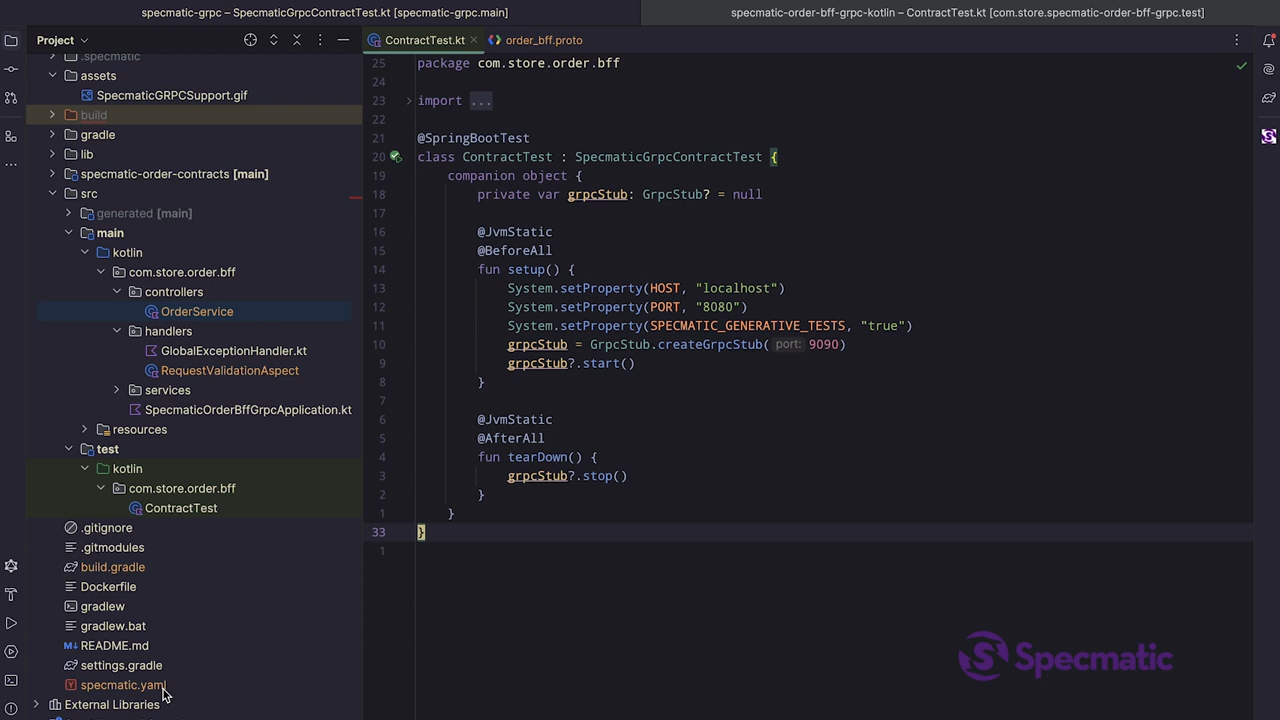 specmatic-grpc – SpecmaticGrpcContractTest.kt [specmatic-grpc.main]
specmatic-order-bff-grpc-kotlin – ContractTest.kt [com.store.specmatic-order-bff-grpc.test]
Project
.specmatic
assets
SpecmaticGRPCSupport.gif
build
gradle
lib
specmatic-order-contracts [main]
src
generated [main]
main
kotlin
com.store.order.bff
controllers
OrderService
handlers
GlobalExceptionHandler.kt
RequestValidationAspect
services
SpecmaticOrderBffGrpcApplication.kt
resources
test
kotlin
com.store.order.bff
ContractTest
.gitignore
.gitmodules
build.gradle
Dockerfile
gradlew
gradlew.bat
README.md
settings.gradle
specmatic.yaml
External Libraries
ContractTest.kt
order_bff.proto
25 package com.store.order.bff
24
23 import ...
22
21 @SpringBootTest
20 class ContractTest : SpecmaticGrpcContractTest {
19 companion object {
18 private var grpcStub: GrpcStub? = null
17
16 @JvmStatic
15 @BeforeAll
14 fun setup() {
13 System.setProperty(HOST, "localhost")
12 System.setProperty(PORT, "8080")
11 System.setProperty(SPECMATIC_GENERATIVE_TESTS, "true")
10 grpcStub = GrpcStub.createGrpcStub( port: 9090)
9 grpcStub?.start()
8 }
7
6 @JvmStatic
5 @AfterAll
4 fun tearDown() {
3 grpcStub?.stop()
2 }
1 }
33 }
1
Specmatic